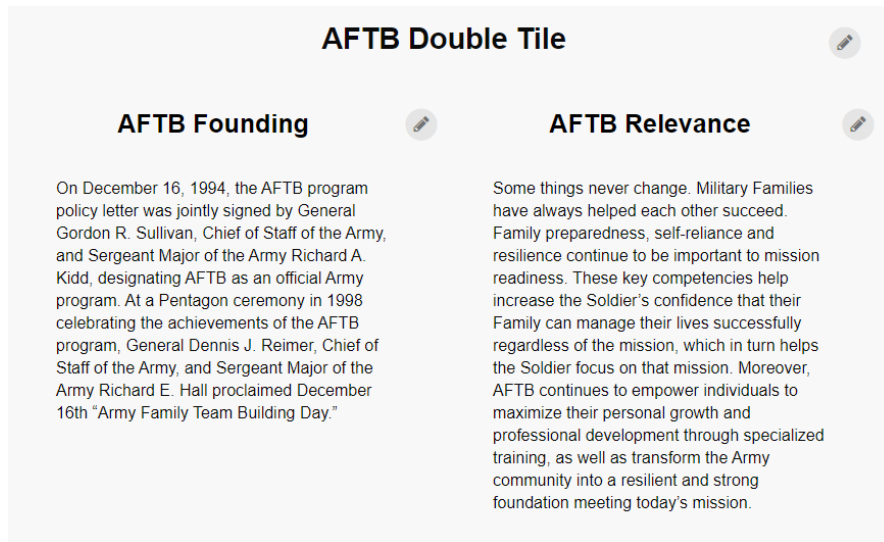 AFTB Double Tile
AFTB Founding
On December 16, 1994, the AFTB program
policy letter was jointly signed by General
Gordon R. Sullivan, Chief of Staff of the Army,
and Sergeant Major of the Army Richard A.
Kidd, designating AFTB as an official Army
program. At a Pentagon ceremony in 1998
celebrating the achievements of the AFTB
program, General Dennis J. Reimer, Chief of
Staff of the Army, and Sergeant Major of the
Army Richard E. Hall proclaimed December
16th “Army Family Team Building Day.”
AFTB Relevance
Some things never change. Military Families
have always helped each other succeed.
Family preparedness, self-reliance and
resilience continue to be important to mission
readiness. These key competencies help
increase the Soldier’s confidence that their
Family can manage their lives successfully
regardless of the mission, which in turn helps
the Soldier focus on that mission. Moreover,
AFTB continues to empower individuals to
maximize their personal growth and
professional development through specialized
training, as well as transform the Army
community into a resilient and strong
foundation meeting today’s mission.